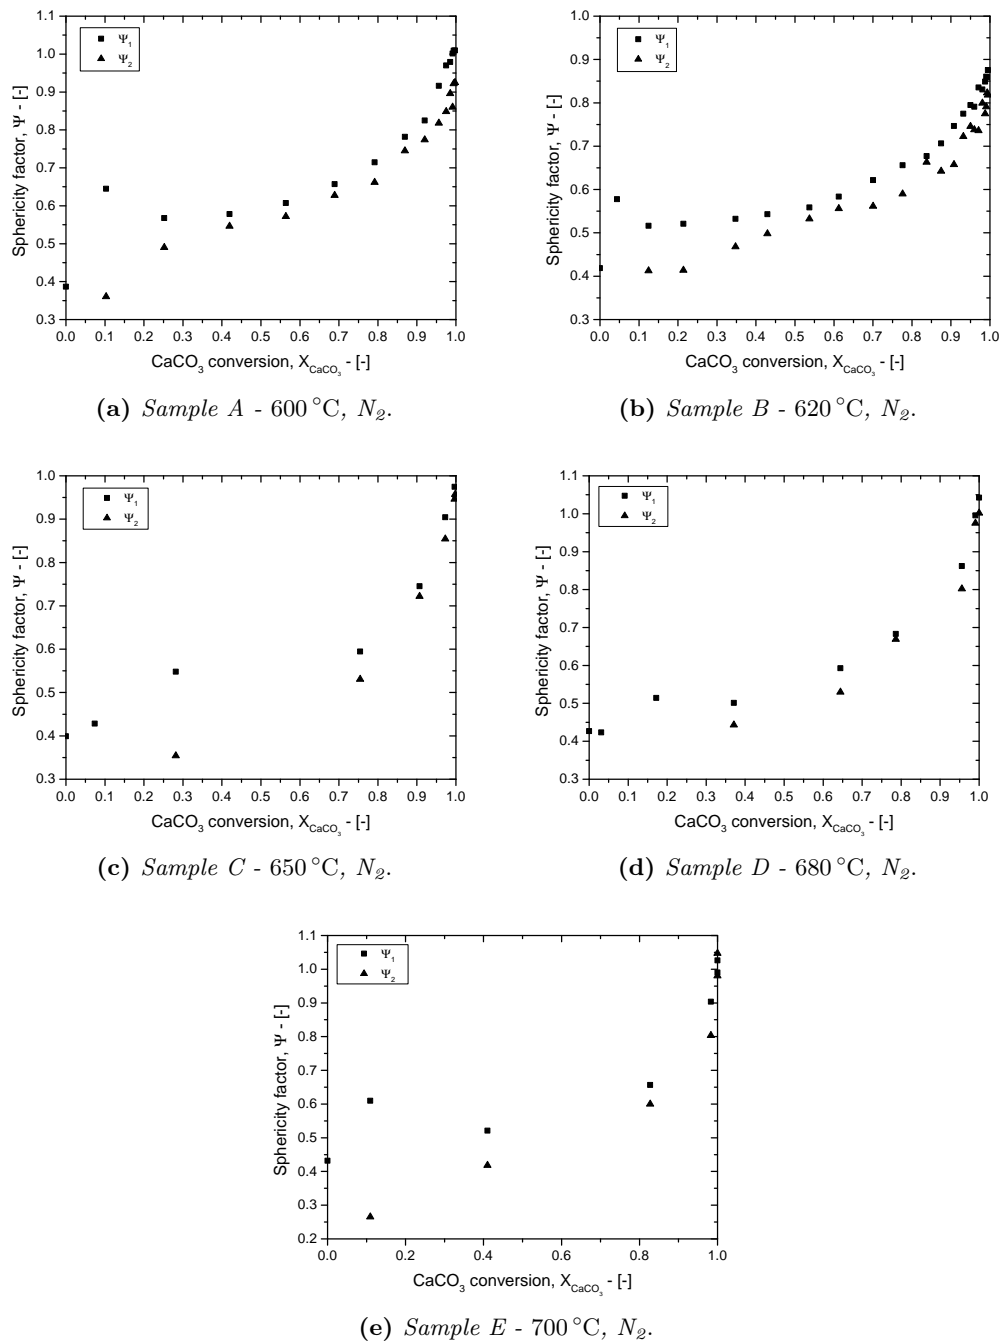 1.1
1.0
0.9
0.8
0.7
0.6
0.5
0.4
0.3
Sphericity factor, Ψ - [-]
Ψ₁
Ψ₂
0.0 0.1 0.2 0.3 0.4 0.5 0.6 0.7 0.8 0.9 1.0
CaCO₃ conversion, X_CaCO₃ - [-]
(a) Sample A - 600 °C, N₂.
1.0
0.9
0.8
0.7
0.6
0.5
0.4
0.3
Sphericity factor, Ψ - [-]
Ψ₁
Ψ₂
0.0 0.1 0.2 0.3 0.4 0.5 0.6 0.7 0.8 0.9 1.0
CaCO₃ conversion, X_CaCO₃ - [-]
(b) Sample B - 620 °C, N₂.
1.0
0.9
0.8
0.7
0.6
0.5
0.4
0.3
Sphericity factor, Ψ - [-]
Ψ₁
Ψ₂
0.0 0.1 0.2 0.3 0.4 0.5 0.6 0.7 0.8 0.9 1.0
CaCO₃ conversion, X_CaCO₃ - [-]
(c) Sample C - 650 °C, N₂.
1.1
1.0
0.9
0.8
0.7
0.6
0.5
0.4
0.3
Sphericity factor, Ψ - [-]
Ψ₁
Ψ₂
0.0 0.1 0.2 0.3 0.4 0.5 0.6 0.7 0.8 0.9 1.0
CaCO₃ conversion, X_CaCO₃ - [-]
(d) Sample D - 680 °C, N₂.
1.1
1.0
0.9
0.8
0.7
0.6
0.5
0.4
0.3
0.2
Sphericity factor, Ψ - [-]
Ψ₁
Ψ₂
0.0 0.2 0.4 0.6 0.8 1.0
CaCO₃ conversion, X_CaCO₃ - [-]
(e) Sample E - 700 °C, N₂.